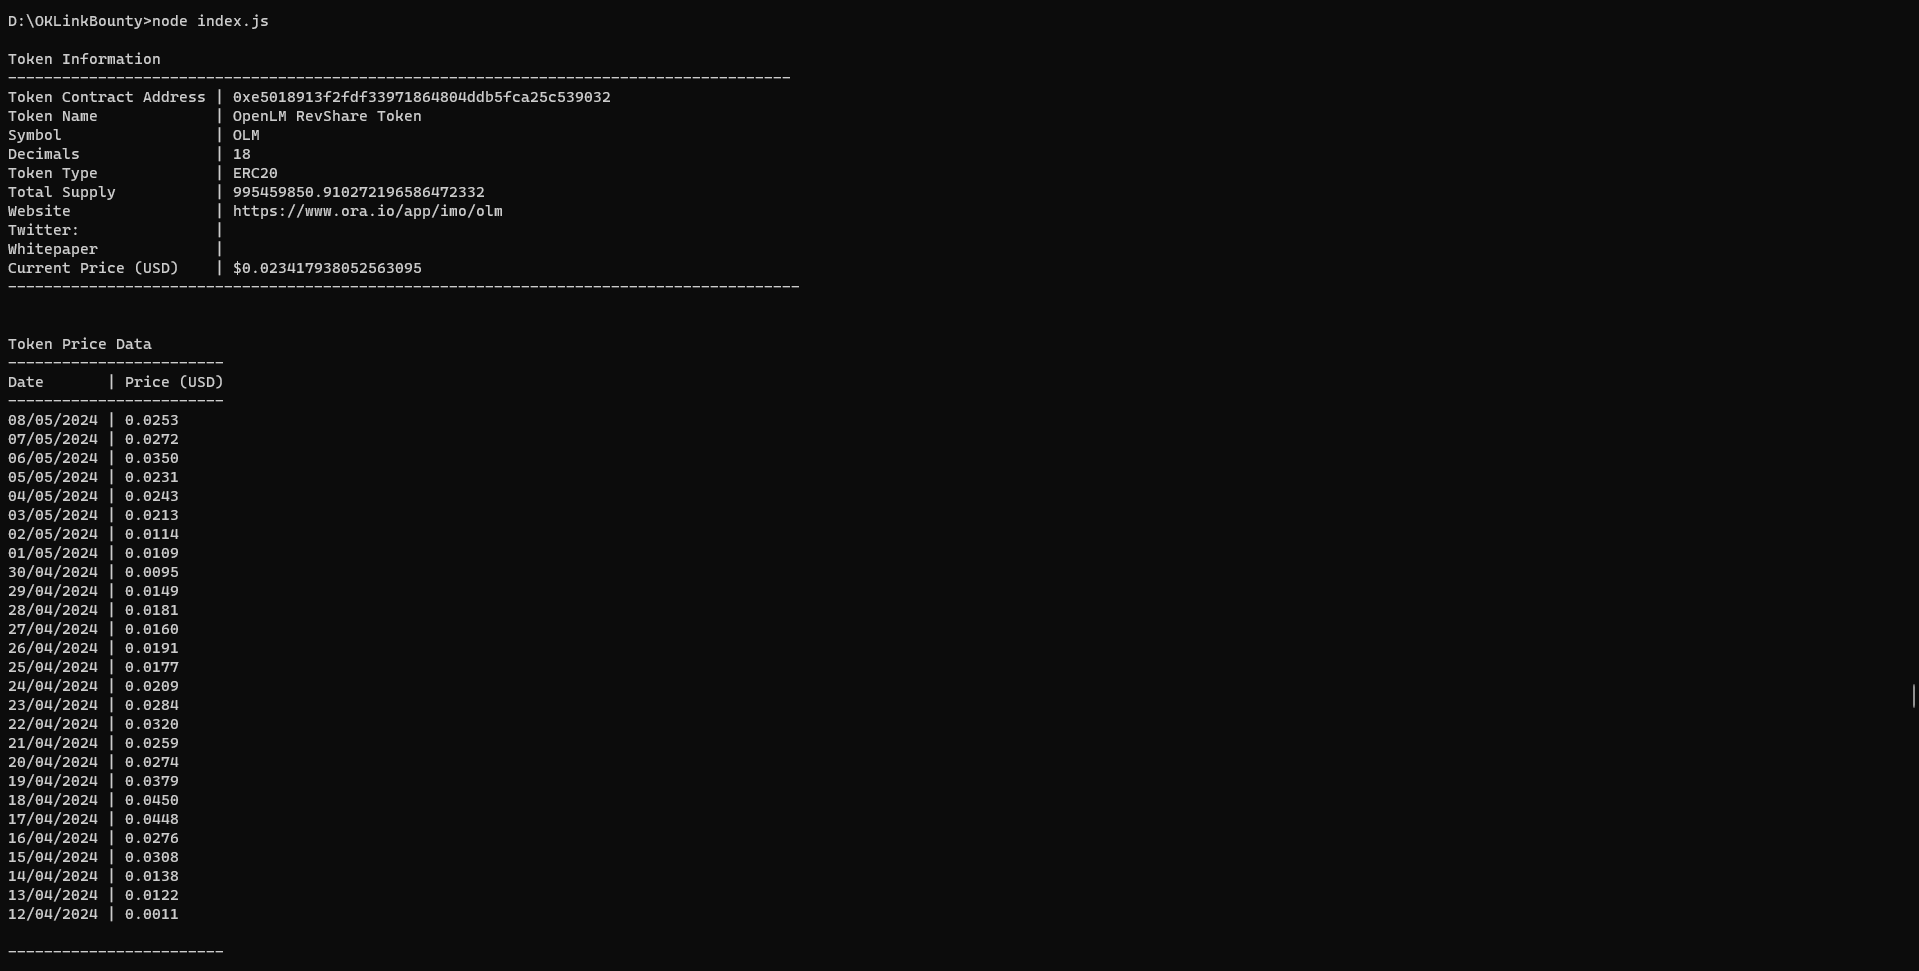 D:\OKLinkBounty>node index.js
Token Information
---------------------------------------------------------------------------------------
Token Contract Address | 0xe5018913f2fdf33971864804ddb5fca25c539032
Token Name             | OpenLM RevShare Token
Symbol                 | OLM
Decimals               | 18
Token Type             | ERC20
Total Supply           | 995459850.910272196586472332
Website                | https://www.ora.io/app/imo/olm
Twitter:               |
Whitepaper             |
Current Price (USD)    | $0.023417938052563095
----------------------------------------------------------------------------------------
Token Price Data
------------------------
Date       | Price (USD)
------------------------
08/05/2024 | 0.0253
07/05/2024 | 0.0272
06/05/2024 | 0.0350
05/05/2024 | 0.0231
04/05/2024 | 0.0243
03/05/2024 | 0.0213
02/05/2024 | 0.0114
01/05/2024 | 0.0109
30/04/2024 | 0.0095
29/04/2024 | 0.0149
28/04/2024 | 0.0181
27/04/2024 | 0.0160
26/04/2024 | 0.0191
25/04/2024 | 0.0177
24/04/2024 | 0.0209
23/04/2024 | 0.0284
22/04/2024 | 0.0320
21/04/2024 | 0.0259
20/04/2024 | 0.0274
19/04/2024 | 0.0379
18/04/2024 | 0.0450
17/04/2024 | 0.0448
16/04/2024 | 0.0276
15/04/2024 | 0.0308
14/04/2024 | 0.0138
13/04/2024 | 0.0122
12/04/2024 | 0.0011
------------------------